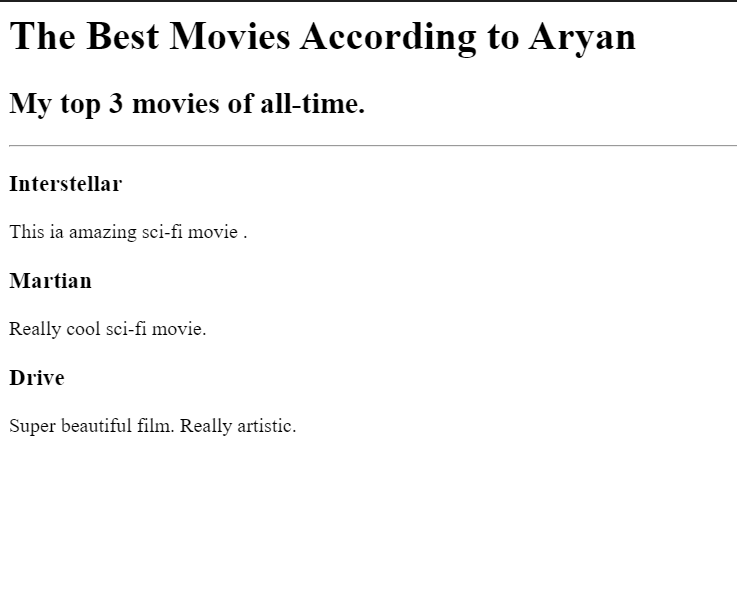 The Best Movies According to Aryan
My top 3 movies of all-time.
Interstellar
This ia amazing sci-fi movie .
Martian
Really cool sci-fi movie.
Drive
Super beautiful film. Really artistic.